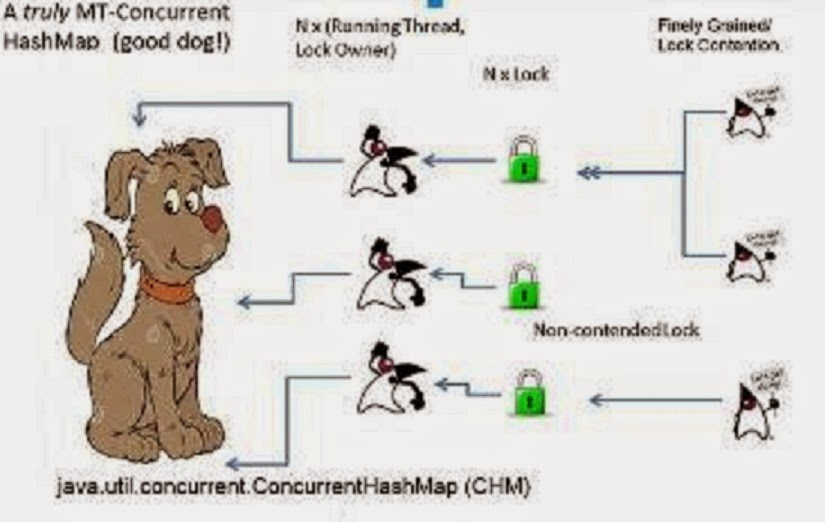 A truly MT-Concurrent
HashMap (good dog!)
N x (Running Thread,
Lock Owner)
N x Lock
Finely Grained/
Lock Contention
Non-contended Lock
java.util.concurrent.ConcurrentHashMap (CHM)